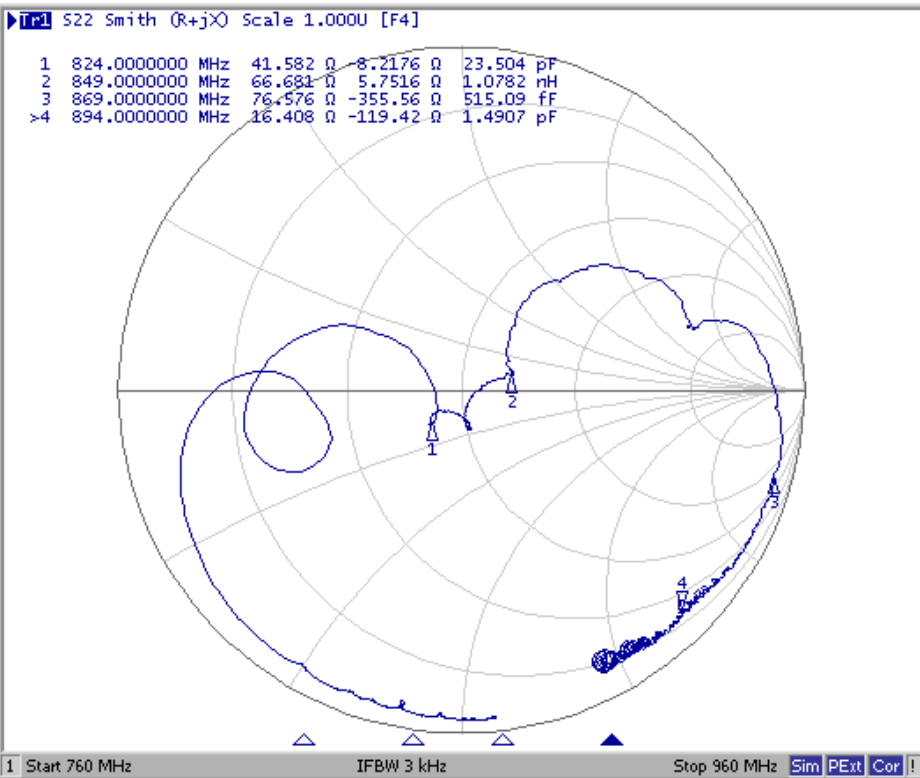 Tr1 S22 Smith (R+jX) Scale 1.000U [F4]
1 824.0000000 MHz 41.582 Ω -8.2176 Ω 23.504 pF
2 849.0000000 MHz 66.681 Ω 5.7516 Ω 1.0782 nH
3 869.0000000 MHz 76.576 Ω -355.56 Ω 515.09 fF
>4 894.0000000 MHz 16.408 Ω -119.42 Ω 1.4907 pF
2
1
3
4
1 Start 760 MHz IFBW 3 kHz Stop 960 MHz Sim PExt Cor !